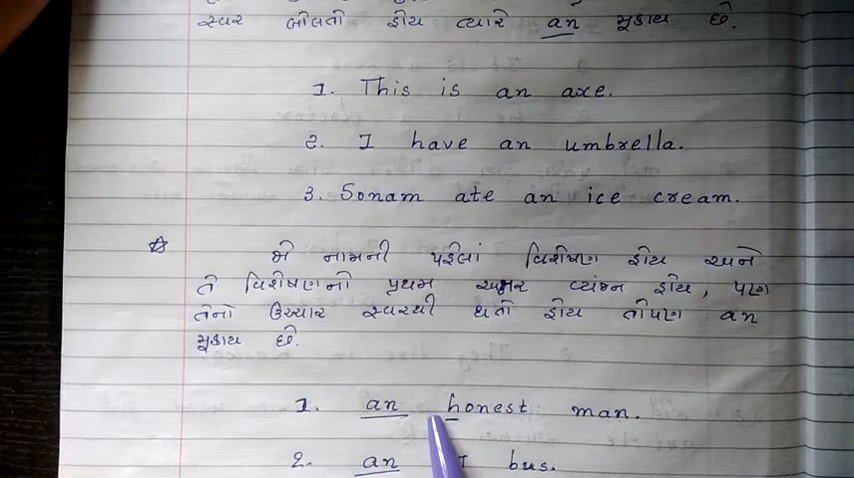 સ્વર બોલતો હોય ત્યારે an મૂકાય છે.
1. This is an axe.
2. I have an umbrella.
3. Sonam ate an ice cream.
☆ જો નામની પહેલાં વિશેષણ હોય અને
તે વિશેષણનો પ્રથમ અક્ષર વ્યંજન હોય, પણ
તેનો ઉચ્ચાર સ્વરથી થતો હોય તોપણ an
મૂકાય છે.
1. an honest man.
2. an bus.